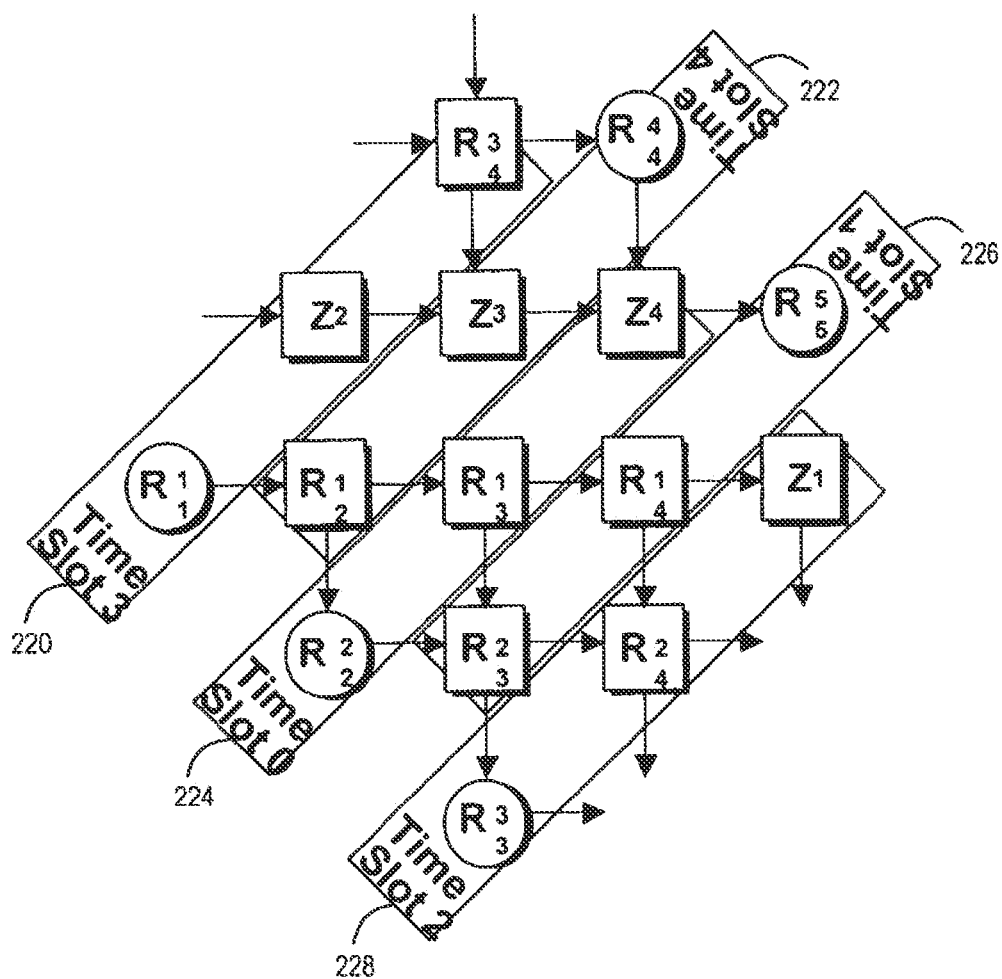 222
Time
Slot 4
R 3 4
R 4 4
226
Time
Slot 1
Z2
Z3
Z4
R 5 5
R 1 1
R 1 2
R 1 3
R 1 4
Z1
Time
Slot 3
220
R 2 2
R 2 3
R 2 4
Time
Slot 0
224
R 3 3
Time
Slot 2
228